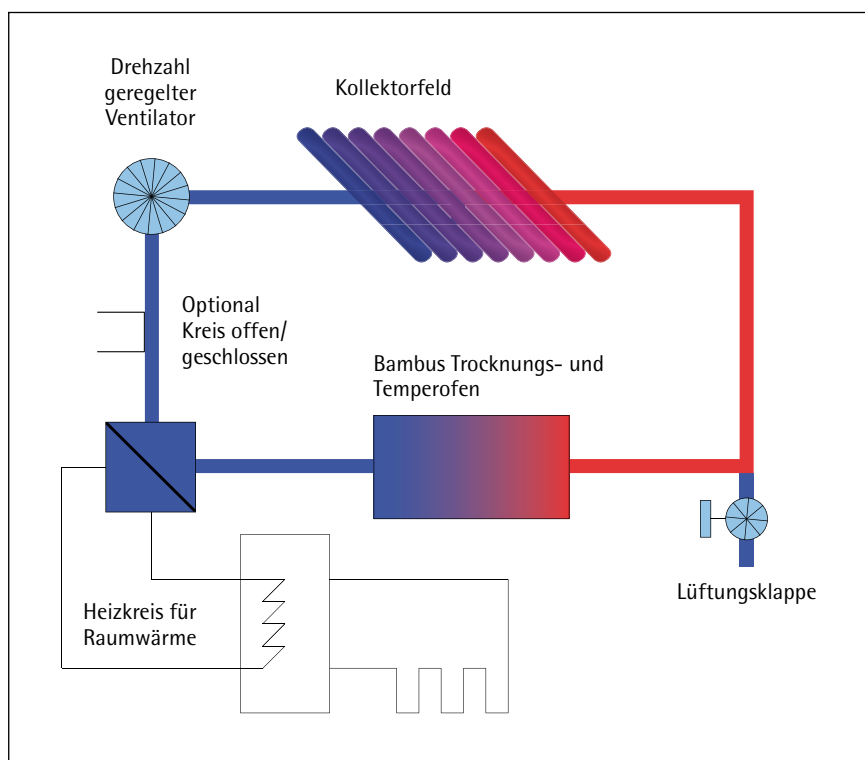 Drehzahl
geregelter
Ventilator
Kollektorfeld
Optional
Kreis offen/
geschlossen
Bambus Trocknungs- und
Temperofen
Lüftungsklappe
Heizkreis für
Raumwärme